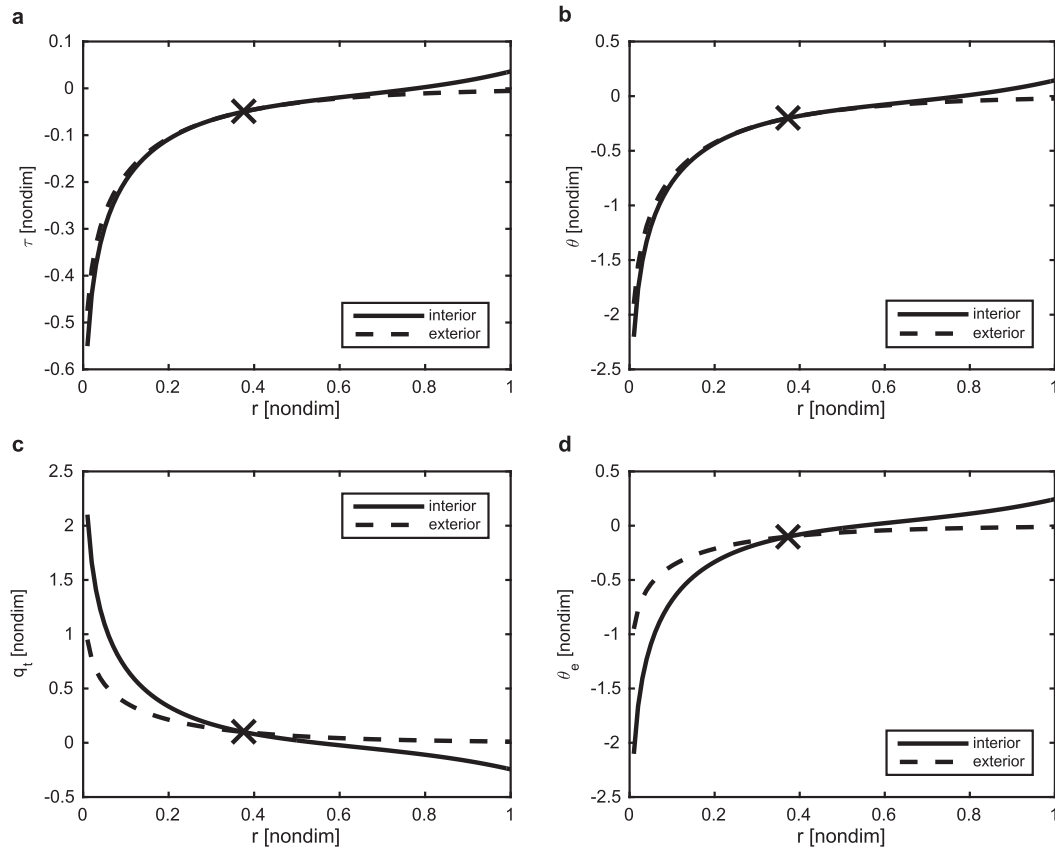 a
0.1
0
-0.1
-0.2
-0.3
-0.4
-0.5
-0.6
τ [nondim]
0 0.2 0.4 0.6 0.8 1
r [nondim]
interior
exterior
b
0.5
0
-0.5
-1
-1.5
-2
-2.5
θ [nondim]
0 0.2 0.4 0.6 0.8 1
r [nondim]
interior
exterior
c
2.5
2
1.5
1
0.5
0
-0.5
q_t [nondim]
0 0.2 0.4 0.6 0.8 1
r [nondim]
interior
exterior
d
0.5
0
-0.5
-1
-1.5
-2
-2.5
θ_e [nondim]
0 0.2 0.4 0.6 0.8 1
r [nondim]
interior
exterior